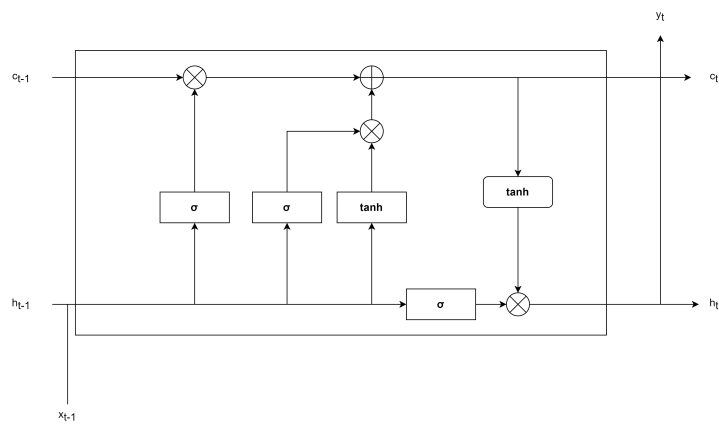 yₜ
cₜ₋₁
cₜ
σ
σ
tanh
tanh
hₜ₋₁
σ
hₜ
xₜ₋₁